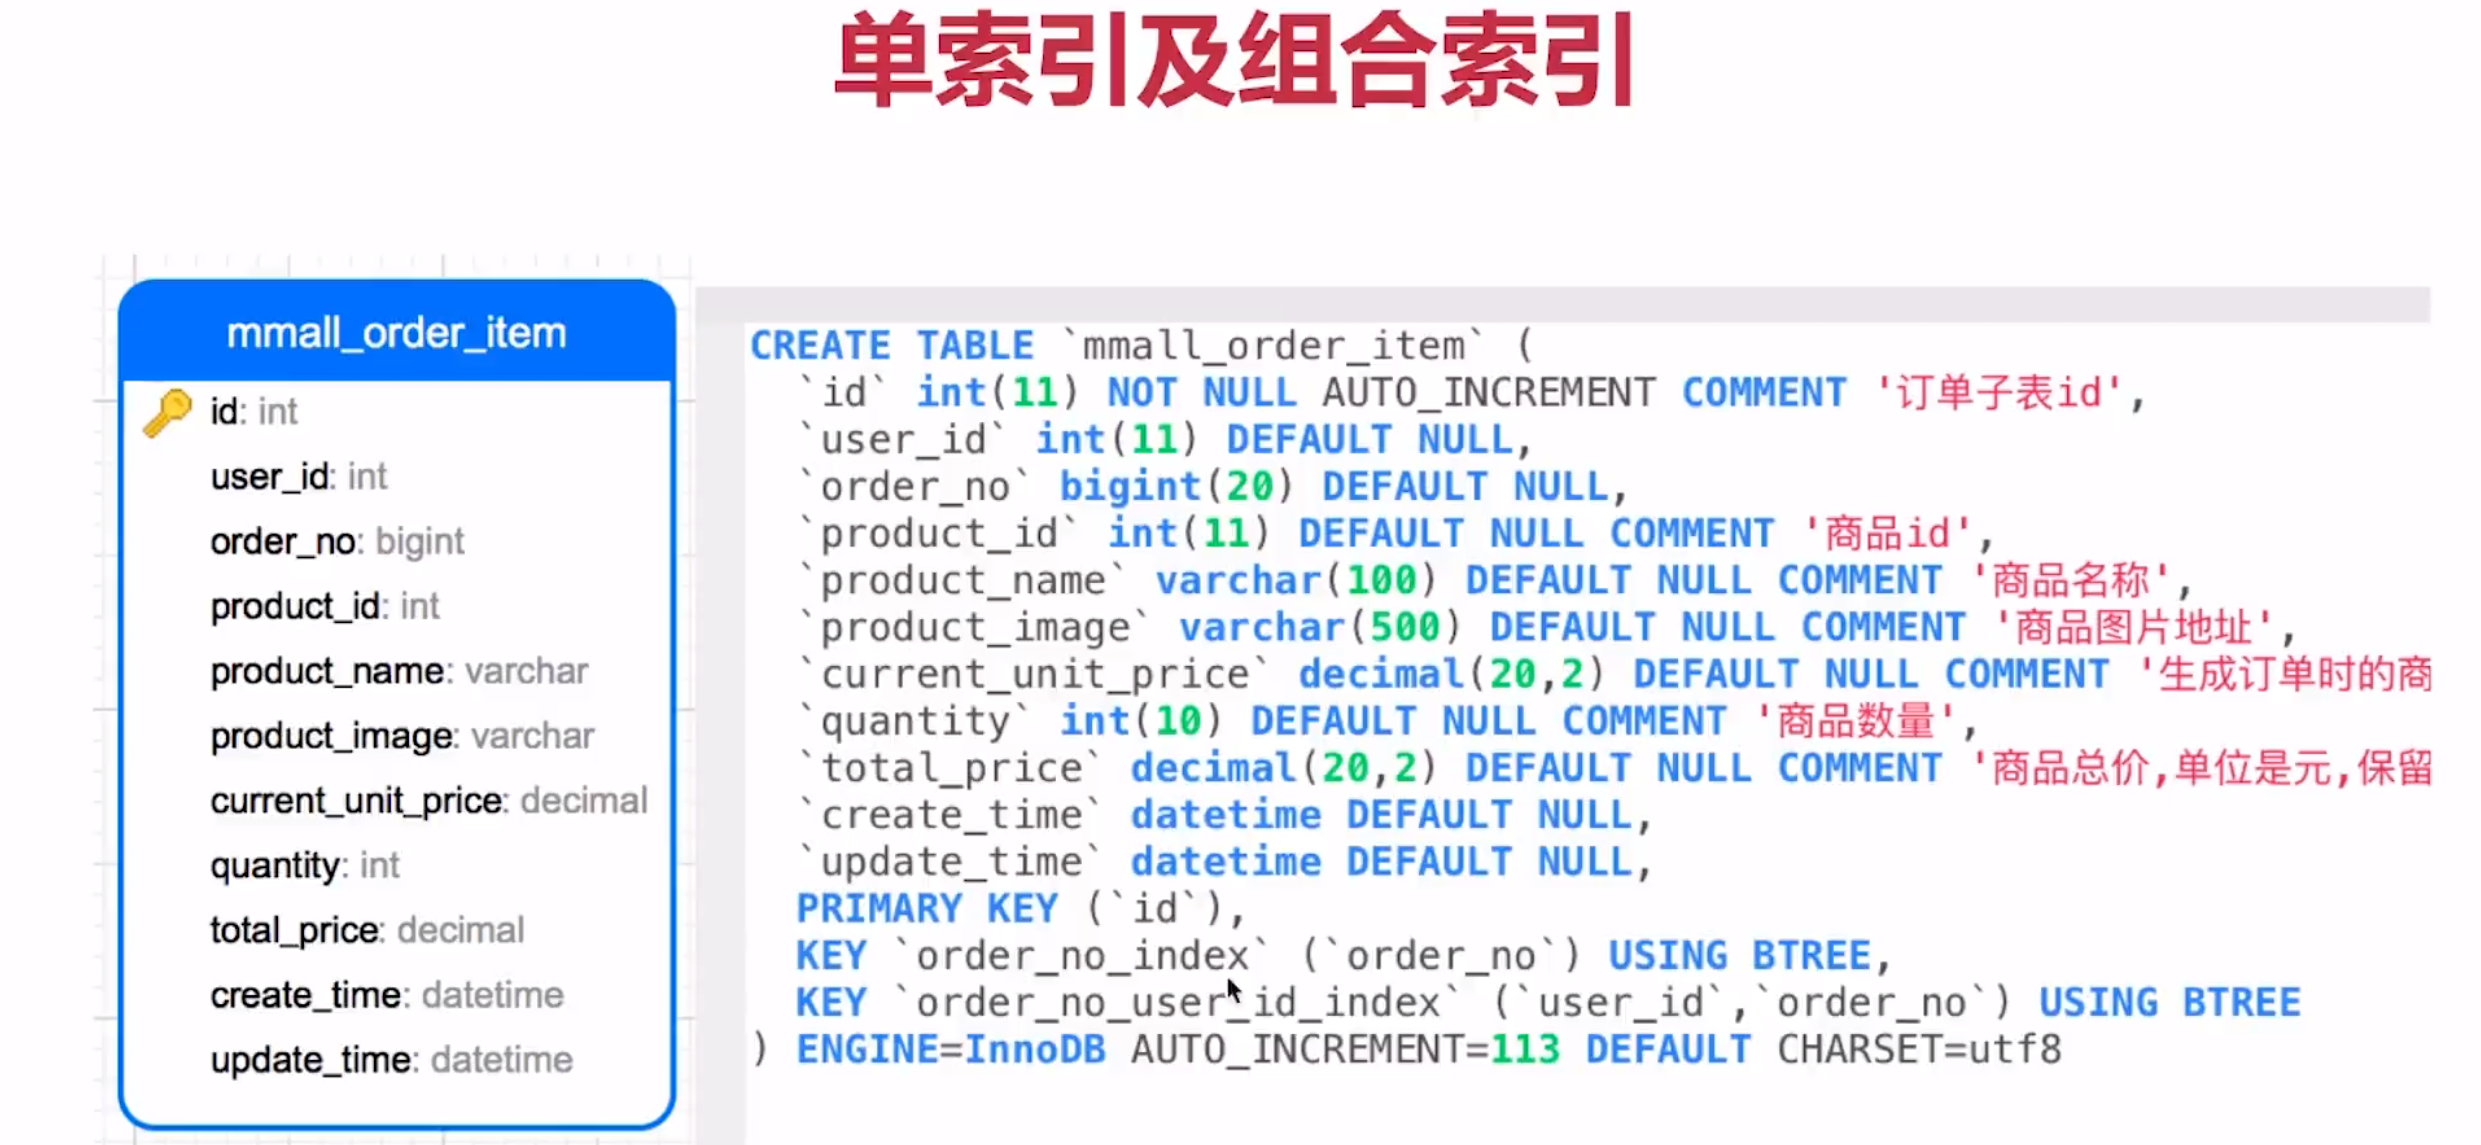 单索引及组合索引
mmall_order_item
id: int
user_id: int
order_no: bigint
product_id: int
product_name: varchar
product_image: varchar
current_unit_price: decimal
quantity: int
total_price: decimal
create_time: datetime
update_time: datetime
CREATE TABLE `mmall_order_item` (
`id` int(11) NOT NULL AUTO_INCREMENT COMMENT '订单子表id',
`user_id` int(11) DEFAULT NULL,
`order_no` bigint(20) DEFAULT NULL,
`product_id` int(11) DEFAULT NULL COMMENT '商品id',
`product_name` varchar(100) DEFAULT NULL COMMENT '商品名称',
`product_image` varchar(500) DEFAULT NULL COMMENT '商品图片地址',
`current_unit_price` decimal(20,2) DEFAULT NULL COMMENT '生成订单时的商
`quantity` int(10) DEFAULT NULL COMMENT '商品数量',
`total_price` decimal(20,2) DEFAULT NULL COMMENT '商品总价,单位是元,保留
`create_time` datetime DEFAULT NULL,
`update_time` datetime DEFAULT NULL,
PRIMARY KEY (`id`),
KEY `order_no_index` (`order_no`) USING BTREE,
KEY `order_no_user_id_index` (`user_id`,`order_no`) USING BTREE
) ENGINE=InnoDB AUTO_INCREMENT=113 DEFAULT CHARSET=utf8